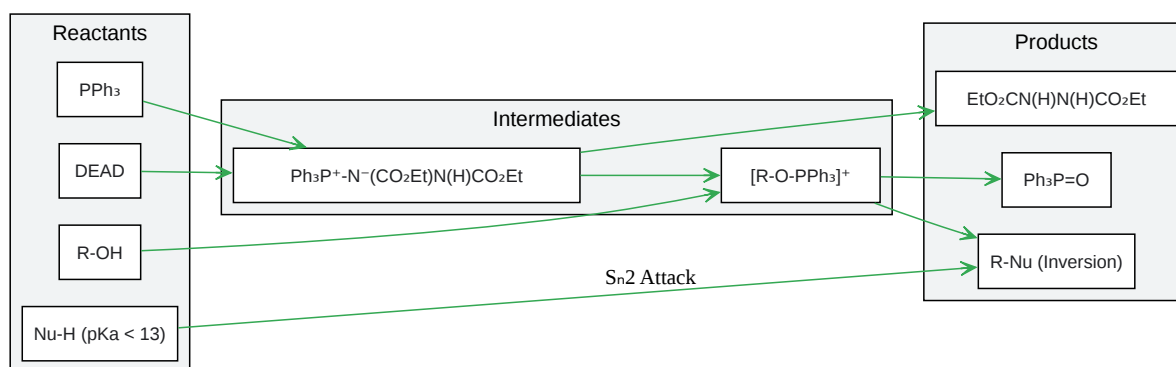 Reactants
PPh₃
DEAD
R-OH
Nu-H (pKa < 13)
Intermediates
Ph₃P⁺-N⁻(CO₂Et)N(H)CO₂Et
[R-O-PPh₃]⁺
Sₙ2 Attack
Products
EtO₂CN(H)N(H)CO₂Et
Ph₃P=O
R-Nu (Inversion)